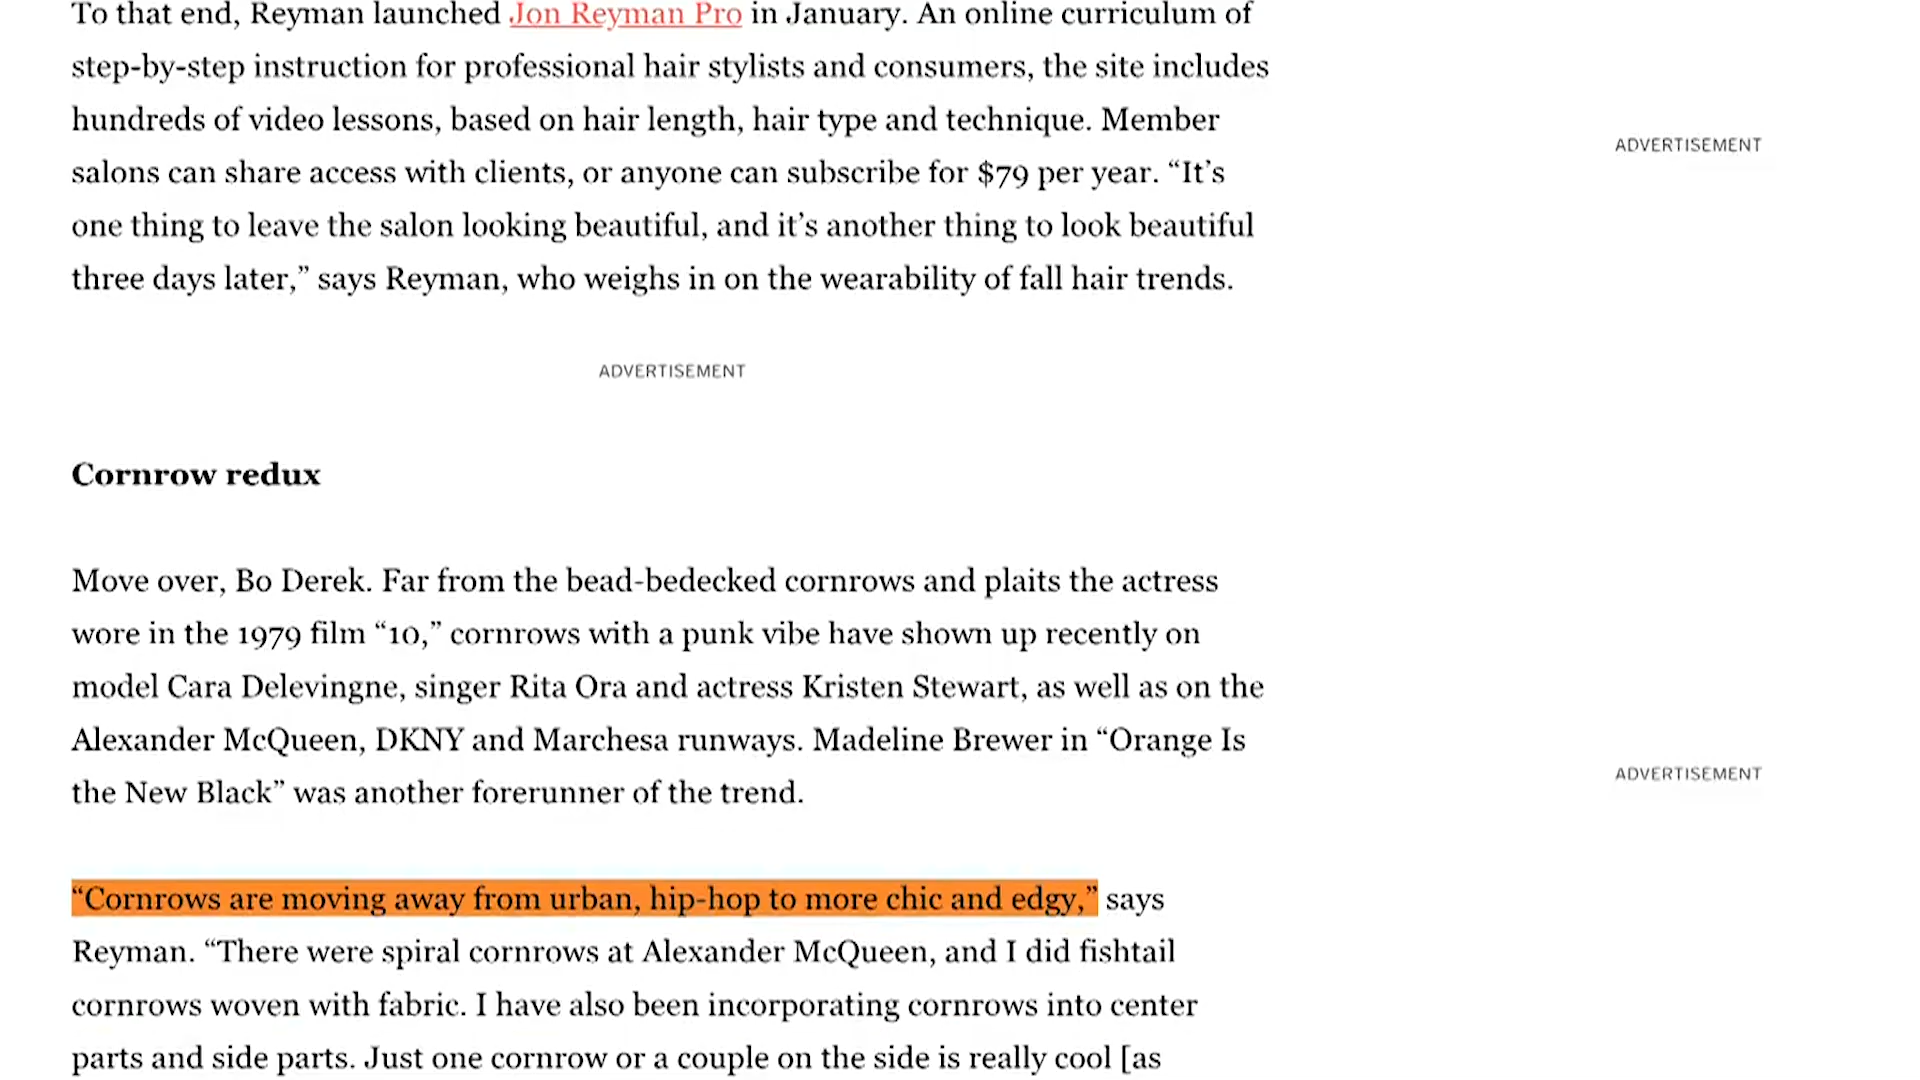 To that end, Reyman launched Jon Reyman Pro in January. An online curriculum of
step-by-step instruction for professional hair stylists and consumers, the site includes
hundreds of video lessons, based on hair length, hair type and technique. Member
salons can share access with clients, or anyone can subscribe for $79 per year. “It’s
one thing to leave the salon looking beautiful, and it’s another thing to look beautiful
three days later,” says Reyman, who weighs in on the wearability of fall hair trends.
ADVERTISEMENT
ADVERTISEMENT
Cornrow redux
Move over, Bo Derek. Far from the bead-bedecked cornrows and plaits the actress
wore in the 1979 film “10,” cornrows with a punk vibe have shown up recently on
model Cara Delevingne, singer Rita Ora and actress Kristen Stewart, as well as on the
Alexander McQueen, DKNY and Marchesa runways. Madeline Brewer in “Orange Is
the New Black” was another forerunner of the trend.
ADVERTISEMENT
“Cornrows are moving away from urban, hip-hop to more chic and edgy,” says
Reyman. “There were spiral cornrows at Alexander McQueen, and I did fishtail
cornrows woven with fabric. I have also been incorporating cornrows into center
parts and side parts. Just one cornrow or a couple on the side is really cool [as